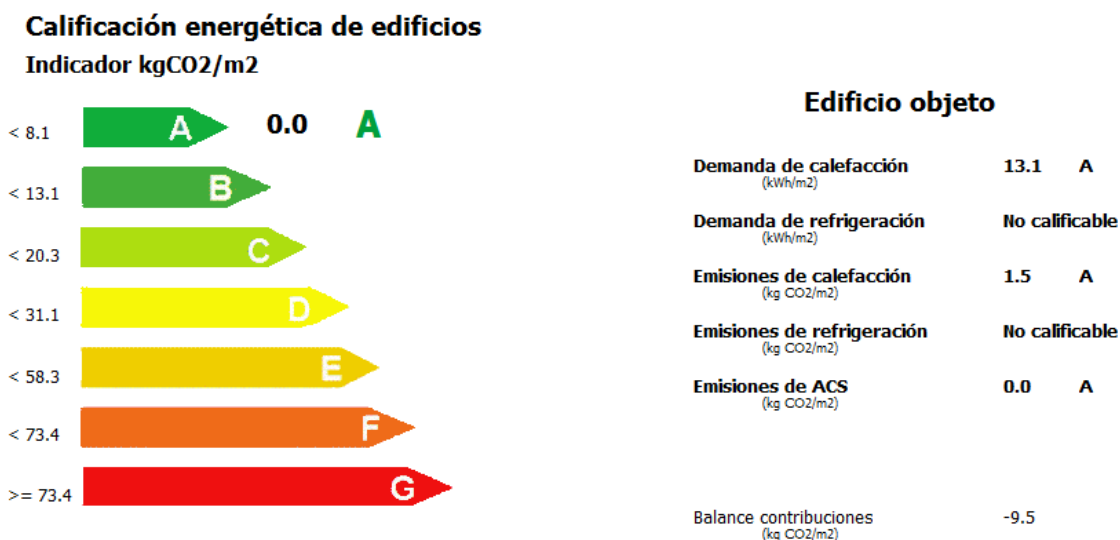 Calificación energética de edificios
Indicador kgCO2/m2
< 8.1 A 0.0 A
< 13.1 B
< 20.3 C
< 31.1 D
< 58.3 E
< 73.4 F
>= 73.4 G
Edificio objeto
Demanda de calefacción 13.1 A
(kWh/m2)
Demanda de refrigeración No calificable
(kWh/m2)
Emisiones de calefacción 1.5 A
(kg CO2/m2)
Emisiones de refrigeración No calificable
(kg CO2/m2)
Emisiones de ACS 0.0 A
(kg CO2/m2)
Balance contribuciones -9.5
(kg CO2/m2)